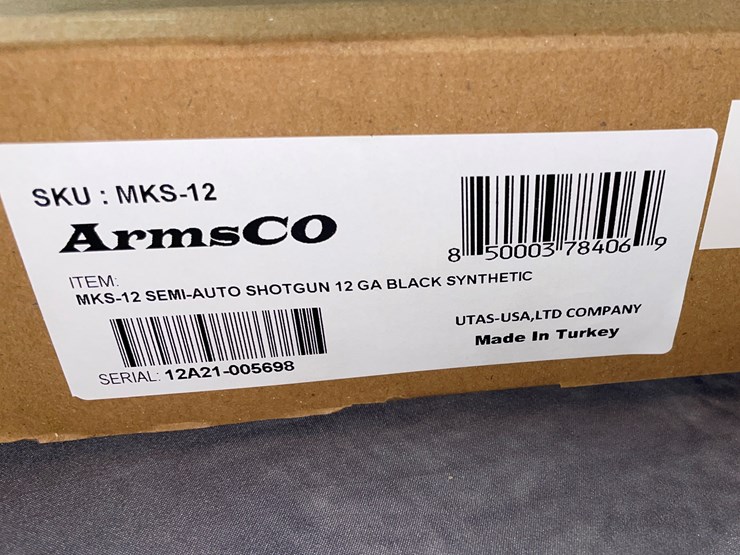 SKU : MKS-12
ArmsCO
8 50003 78406 9
ITEM:
MKS-12 SEMI-AUTO SHOTGUN 12 GA BLACK SYNTHETIC
UTAS-USA,LTD COMPANY
Made In Turkey
SERIAL: 12A21-005698